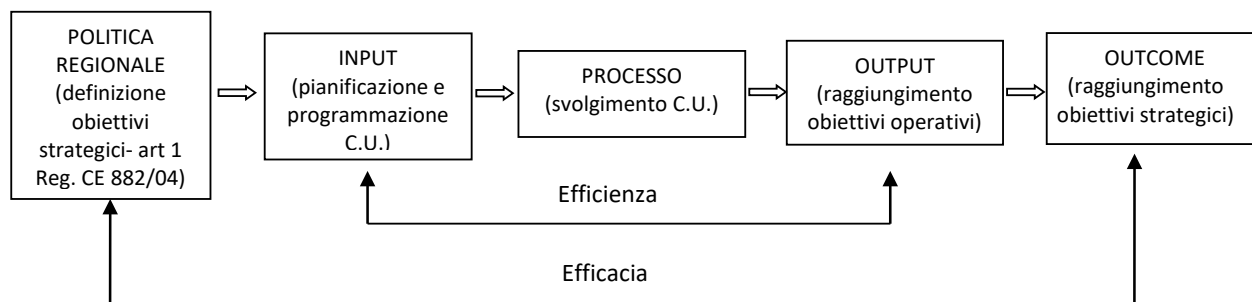 POLITICA
REGIONALE
(definizione
obiettivi
strategici- art 1
Reg. CE 882/04)
INPUT
(pianificazione e
programmazione
C.U.)
PROCESSO
(svolgimento C.U.)
OUTPUT
(raggiungimento
obiettivi operativi)
OUTCOME
(raggiungimento
obiettivi strategici)
Efficienza
Efficacia